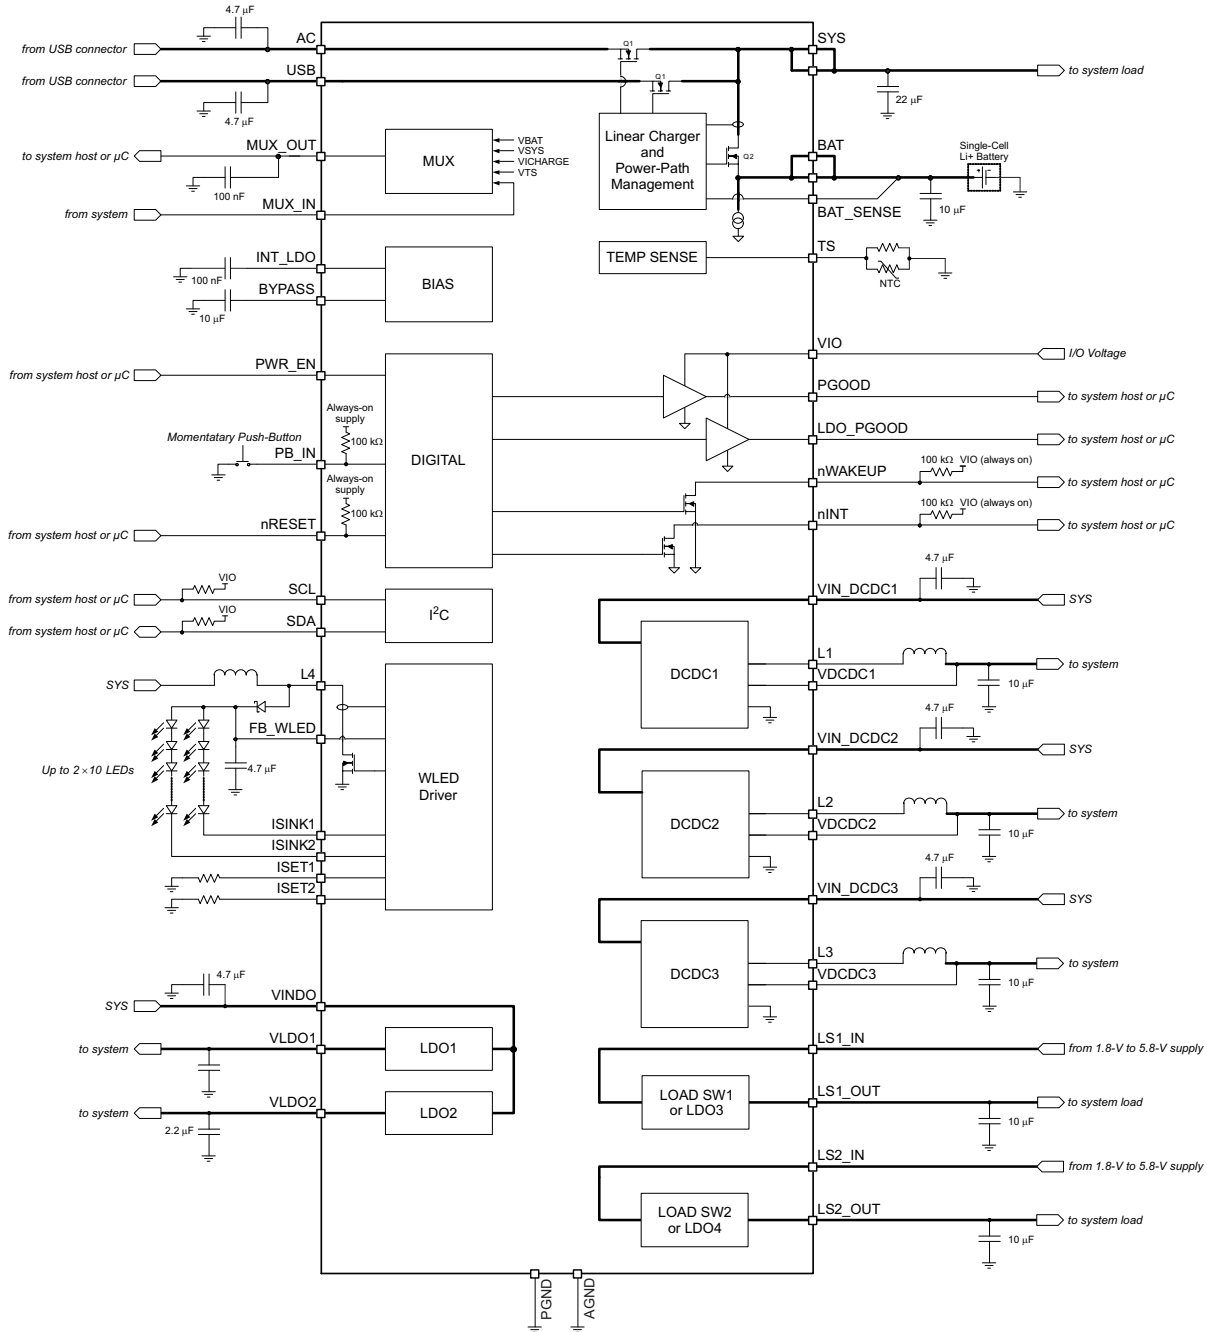 4.7 µF
AC
from USB connector
Q1
SYS
USB
from USB connector
Q1
to system load
4.7 µF
22 µF
MUX_OUT
to system host or µC
100 nF
MUX
VBAT
VSYS
VICHARGE
VTS
MUX_IN
from system
Linear Charger
and
Power-Path
Management
Q2
BAT
Single-Cell
Li+ Battery
BAT_SENSE
10 µF
TEMP SENSE
TS
NTC
INT_LDO
100 nF
BYPASS
10 µF
BIAS
VIO
I/O Voltage
PWR_EN
from system host or µC
PGOOD
to system host or µC
Always-on
supply
100 kΩ
Momentatary Push-Button
PB_IN
DIGITAL
LDO_PGOOD
to system host or µC
Always-on
supply
100 kΩ
nWAKEUP
100 kΩ VIO (always on)
to system host or µC
nRESET
from system host or µC
nINT
100 kΩ VIO (always on)
to system host or µC
VIO
SCL
from system host or µC
VIO
SDA
from system host or µC
I2C
VIN_DCDC1
4.7 µF
SYS
DCDC1
L1
to system
VDCDC1
10 µF
L4
SYS
FB_WLED
4.7 µF
Up to 2 ×10 LEDs
WLED
Driver
ISINK1
ISINK2
ISET1
ISET2
VIN_DCDC2
4.7 µF
SYS
DCDC2
L2
to system
VDCDC2
10 µF
VIN_DCDC3
4.7 µF
SYS
DCDC3
L3
to system
VDCDC3
10 µF
4.7 µF
VINDO
SYS
VLDO1
to system
LDO1
VLDO2
to system
2.2 µF
LDO2
LS1_IN
from 1.8-V to 5.8-V supply
LOAD SW1
or LDO3
LS1_OUT
to system load
10 µF
LS2_IN
from 1.8-V to 5.8-V supply
LOAD SW2
or LDO4
LS2_OUT
to system load
10 µF
PGND
AGND